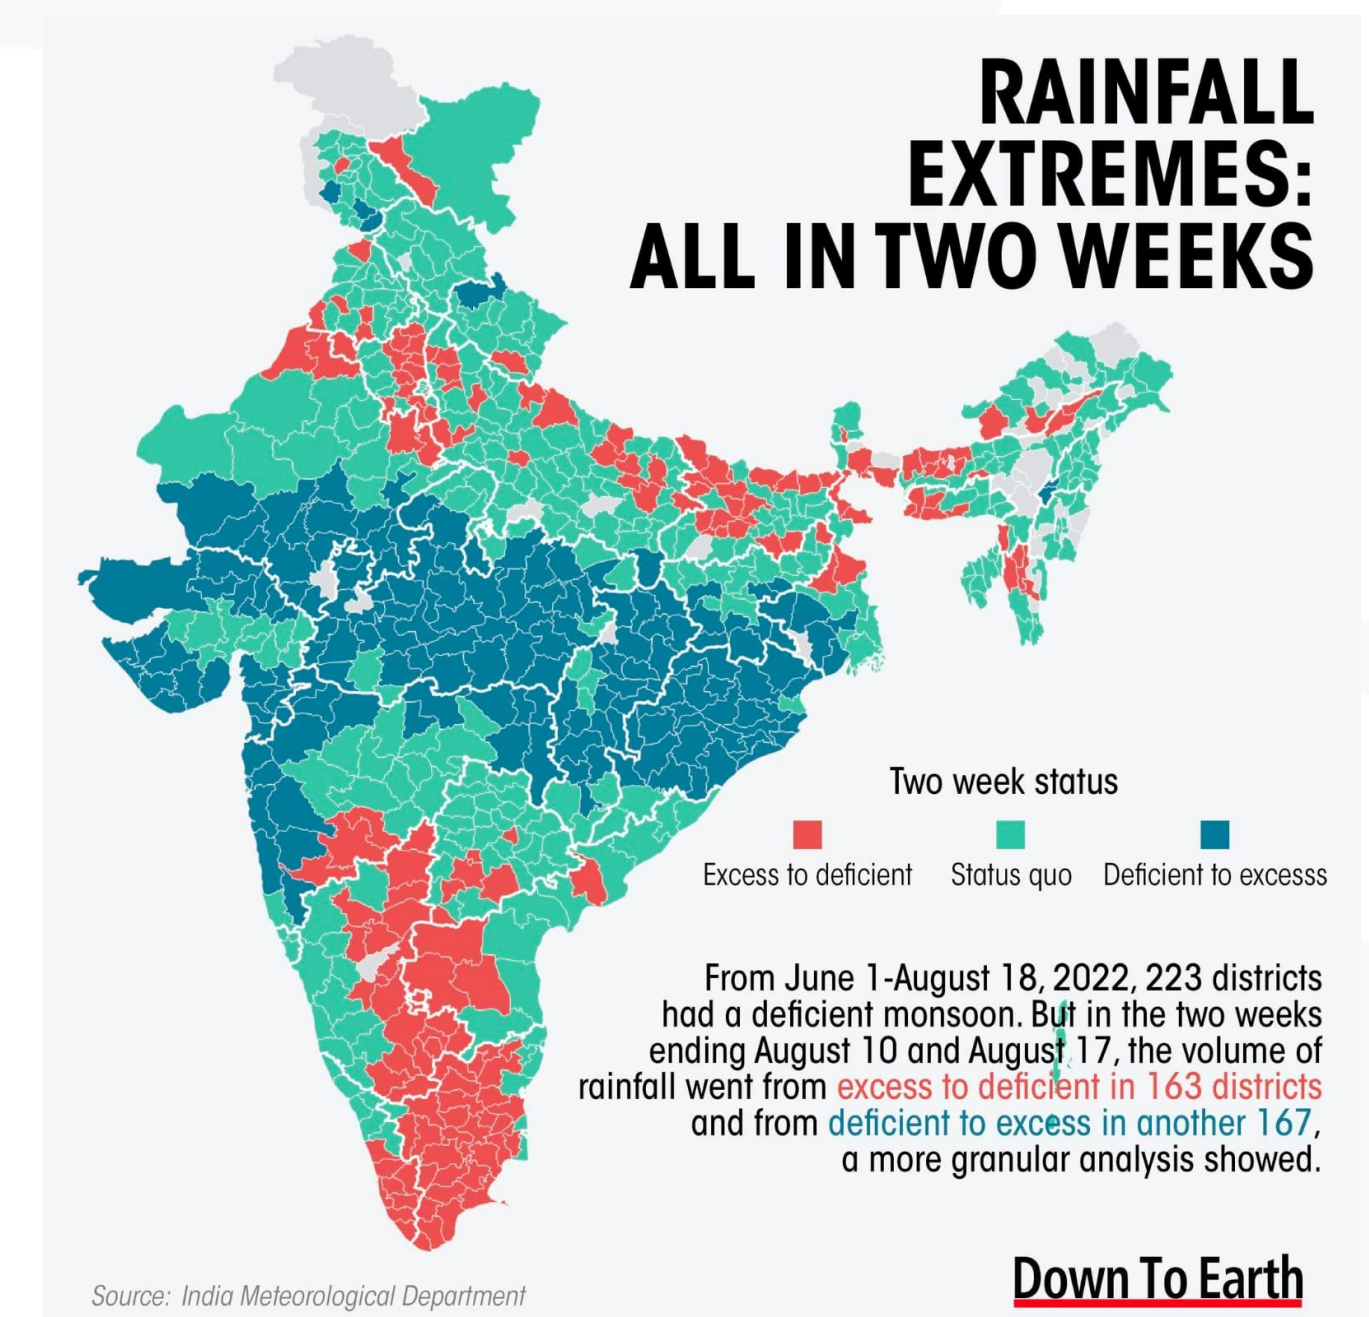 RAINFALL
EXTREMES:
ALL IN TWO WEEKS
Two week status
Excess to deficient
Status quo
Deficient to excesss
From June 1-August 18, 2022, 223 districts
had a deficient monsoon. But in the two weeks
ending August 10 and August 17, the volume of
rainfall went from excess to deficient in 163 districts
and from deficient to excess in another 167,
a more granular analysis showed.
Source: India Meteorological Department
Down To Earth